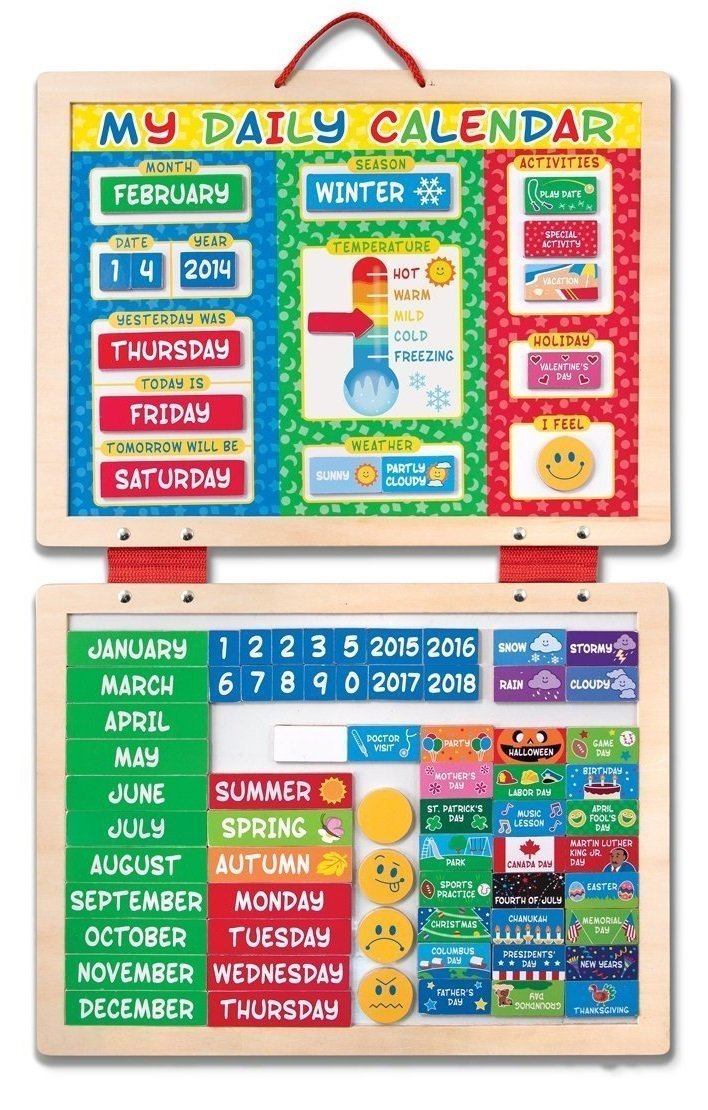 MY DAILY CALENDAR
MONTH
FEBRUARY
DATE YEAR
1 4 2014
YESTERDAY WAS
THURSDAY
TODAY IS
FRIDAY
TOMORROW WILL BE
SATURDAY
SEASON
WINTER
TEMPERATURE
HOT
WARM
MILD
COLD
FREEZING
WEATHER
SUNNY
PARTLY
CLOUDY
ACTIVITIES
PLAY DATE
SPECIAL
ACTIVITY
VACATION
HOLIDAY
VALENTINE'S
DAY
I FEEL
JANUARY
MARCH
APRIL
MAY
JUNE
JULY
AUGUST
SEPTEMBER
OCTOBER
NOVEMBER
DECEMBER
1 2 2 3 5 2015 2016
6 7 8 9 0 2017 2018
SNOW
STORMY
RAIN
CLOUDY
SUMMER
SPRING
AUTUMN
MONDAY
TUESDAY
WEDNESDAY
THURSDAY
DOCTOR
VISIT
PARTY
HALLOWEEN
GAME
DAY
MOTHER'S
DAY
LABOR DAY
BIRTHDAY
ST. PATRICK'S
DAY
MUSIC
LESSON
APRIL
FOOL'S
DAY
PARK
CANADA DAY
MARTIN LUTHER
KING JR.
DAY
SPORTS
PRACTICE
FOURTH OF JULY
EASTER
CHRISTMAS
CHANUKAH
MEMORIAL
DAY
COLUMBUS
DAY
PRESIDENTS'
DAY
NEW YEARS
FATHER'S
DAY
GROUNDHOG
DAY
THANKSGIVING